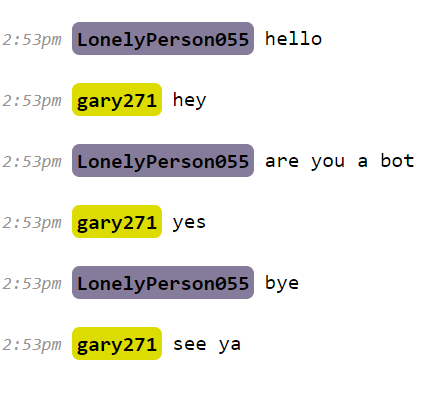 2:53pm LonelyPerson055 hello
2:53pm gary271 hey
2:53pm LonelyPerson055 are you a bot
2:53pm gary271 yes
2:53pm LonelyPerson055 bye
2:53pm gary271 see ya